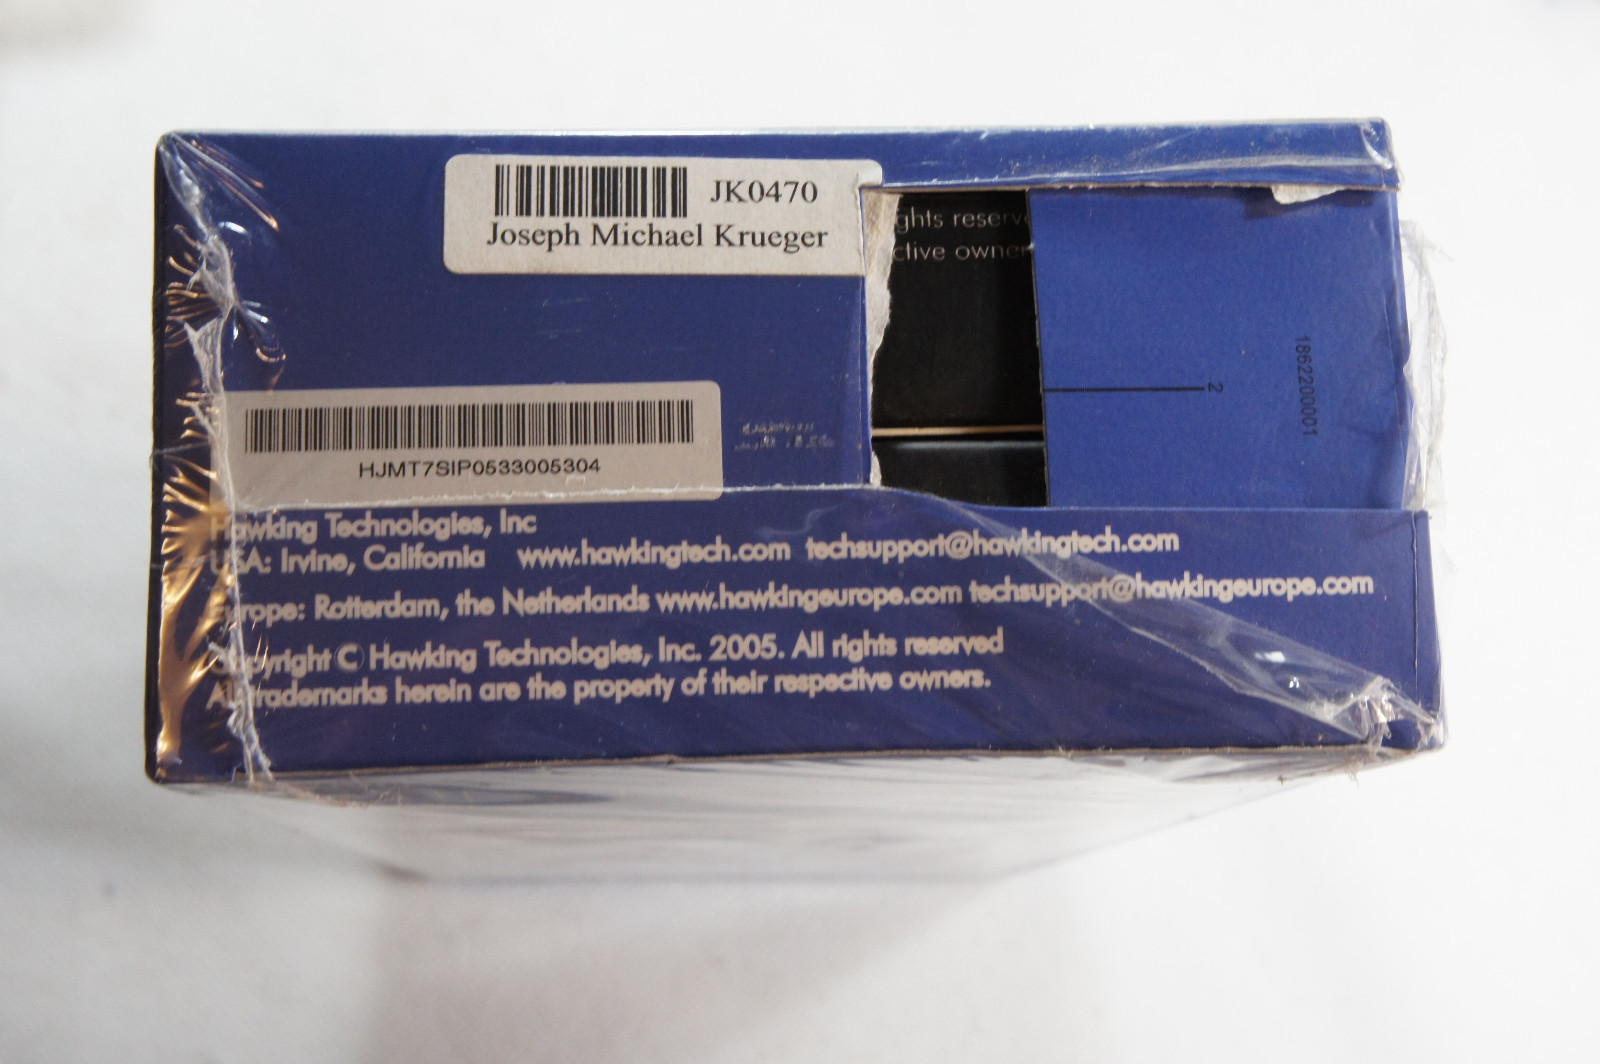 JK0470
Joseph Michael Krueger
ghts reserve
ctive owner
2
18622000001
HJMT7SIP0533005304
Hawking Technologies, Inc
USA: Irvine, California www.hawkingtech.com techsupport@hawkingtech.com
Europe: Rotterdam, the Netherlands www.hawkingeurope.com techsupport@hawkingeurope.com
Copyright © Hawking Technologies, Inc. 2005. All rights reserved
All trademarks herein are the property of their respective owners.